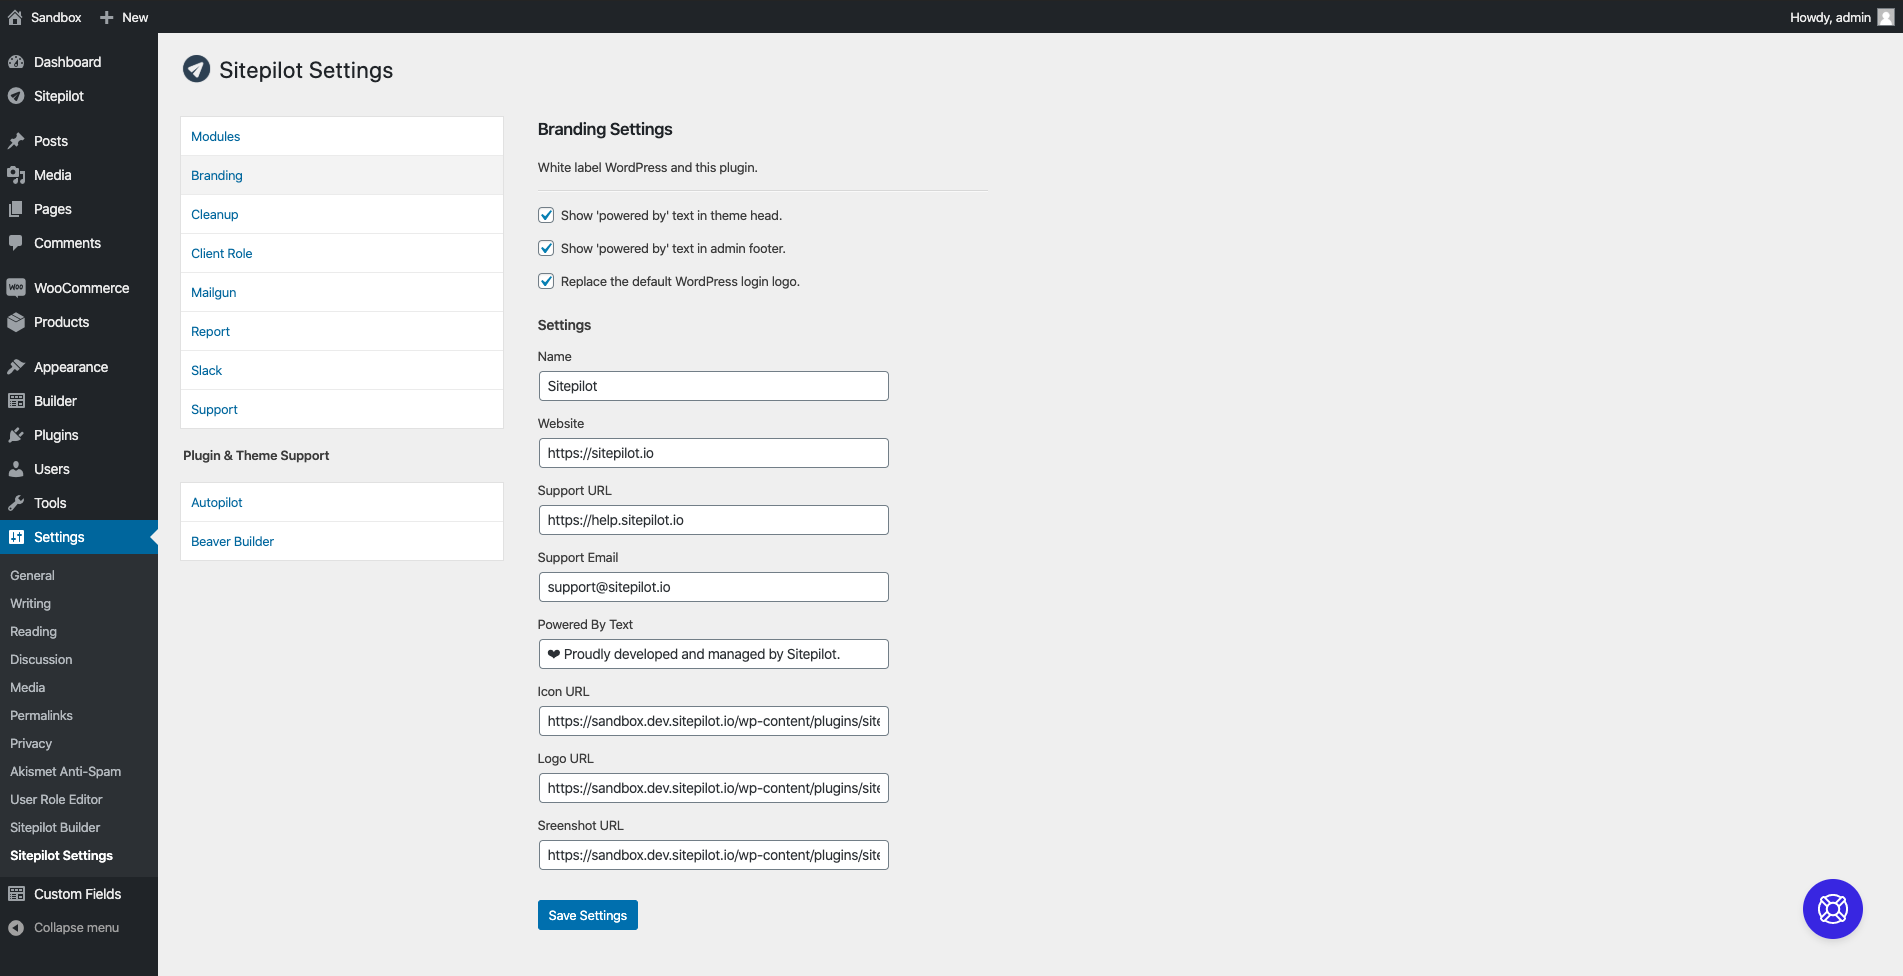 Sandbox
New
Howdy, admin
Dashboard
Sitepilot
Posts
Media
Pages
Comments
WooCommerce
Products
Appearance
Builder
Plugins
Users
Tools
Settings
General
Writing
Reading
Discussion
Media
Permalinks
Privacy
Akismet Anti-Spam
User Role Editor
Sitepilot Builder
Sitepilot Settings
Custom Fields
Collapse menu
Sitepilot Settings
Modules
Branding
Cleanup
Client Role
Mailgun
Report
Slack
Support
Plugin & Theme Support
Autopilot
Beaver Builder
Branding Settings
White label WordPress and this plugin.
Show 'powered by' text in theme head.
Show 'powered by' text in admin footer.
Replace the default WordPress login logo.
Settings
Name
Sitepilot
Website
https://sitepilot.io
Support URL
https://help.sitepilot.io
Support Email
support@sitepilot.io
Powered By Text
❤ Proudly developed and managed by Sitepilot.
Icon URL
https://sandbox.dev.sitepilot.io/wp-content/plugins/site
Logo URL
https://sandbox.dev.sitepilot.io/wp-content/plugins/site
Sreenshot URL
https://sandbox.dev.sitepilot.io/wp-content/plugins/site
Save Settings